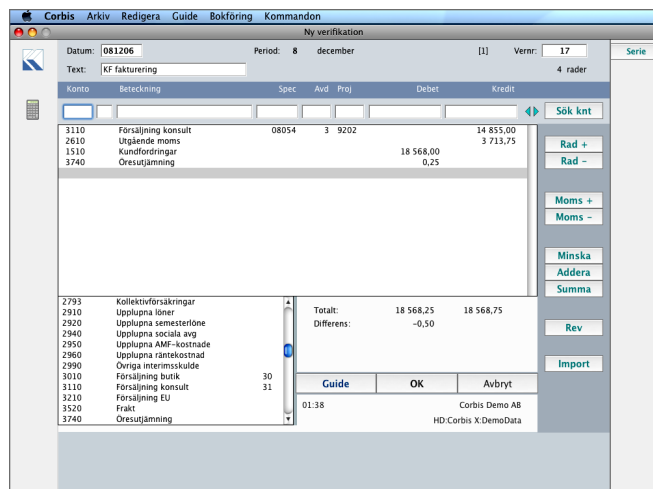 Corbis Arkiv Redigera Guide Bokföring Kommandon
Ny verifikation
Datum: 081206 Period: 8 december [1] Vernr: 17 Serie
Text: KF fakturering 4 rader
Konto Beteckning Spec Avd Proj Debet Kredit
Sök knt
3110 Försäljning konsult 08054 3 9202 14 855,00
2610 Utgående moms 3 713,75
1510 Kundfordringar 18 568,00
3740 Öresutjämning 0,25
Rad +
Rad -
Moms +
Moms -
Minska
Addera
Summa
Rev
Import
2793 Kollektivförsäkringar
2910 Upplupna löner
2920 Upplupna semesterlöne
2940 Upplupna sociala avg
2950 Upplupna AMF-kostnade
2960 Upplupna räntekostnad
2990 Övriga interimsskulde
3010 Försäljning butik 30
3110 Försäljning konsult 31
3210 Försäljning EU
3520 Frakt
3740 Öresutjämning
Totalt: 18 568,25 18 568,75
Differens: -0,50
Guide OK Avbryt
01:38 Corbis Demo AB
HD:Corbis X:DemoData